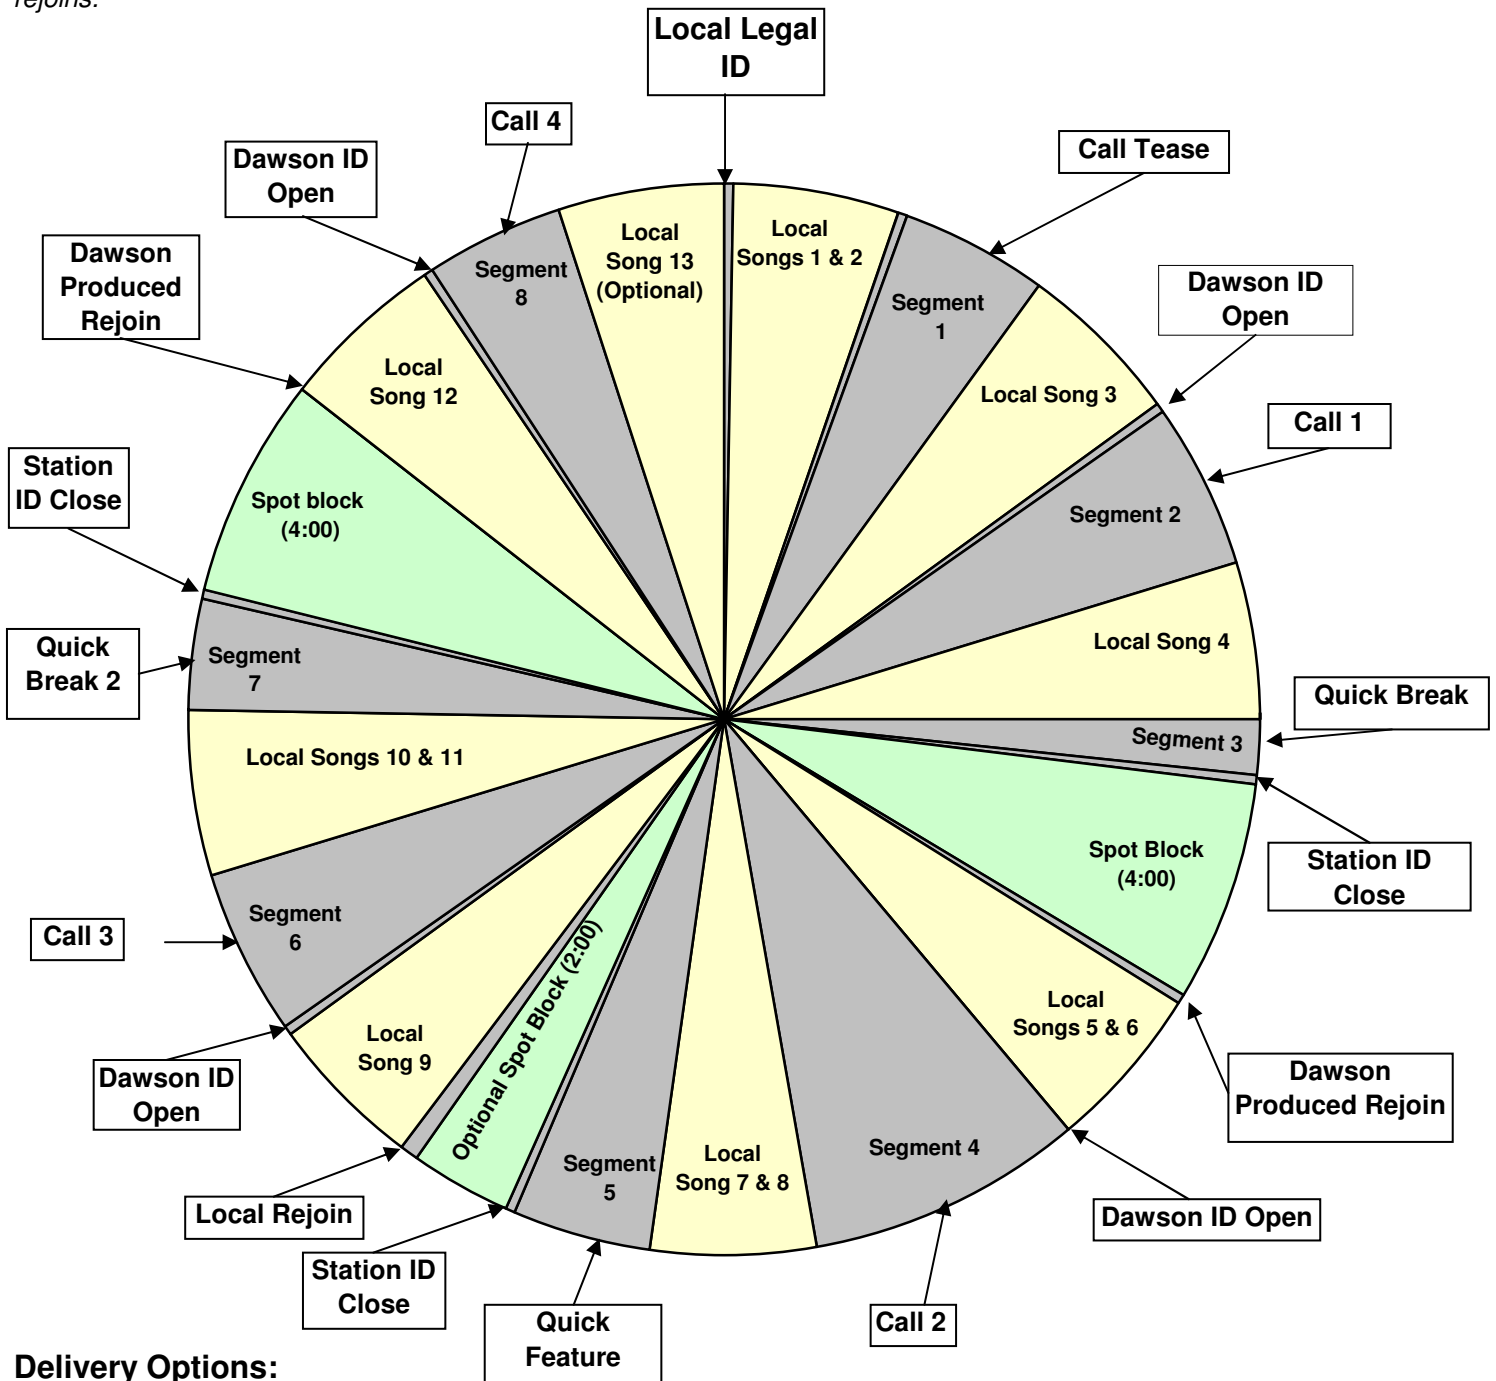 rejoins.
Local Legal
ID
Call 4
Call Tease
Dawson ID
Open
Dawson ID
Open
Dawson
Produced
Rejoin
Call 1
Station
ID Close
Quick
Break 2
Quick Break
Station ID
Close
Call 3
Dawson
Produced Rejoin
Dawson ID
Open
Dawson ID Open
Local Rejoin
Station ID
Close
Quick
Feature
Call 2
Local
Songs 1 & 2
Segment
1
Local Song 3
Segment 2
Local Song 4
Segment 3
Spot Block
(4:00)
Local
Songs 5 & 6
Segment 4
Local
Song 7 & 8
Segment
5
Optional Spot Block (2:00)
Local
Song 9
Segment
6
Local Songs 10 & 11
Segment
7
Spot block
(4:00)
Local
Song 12
Segment
8
Local
Song 13
(Optional)
Delivery Options: